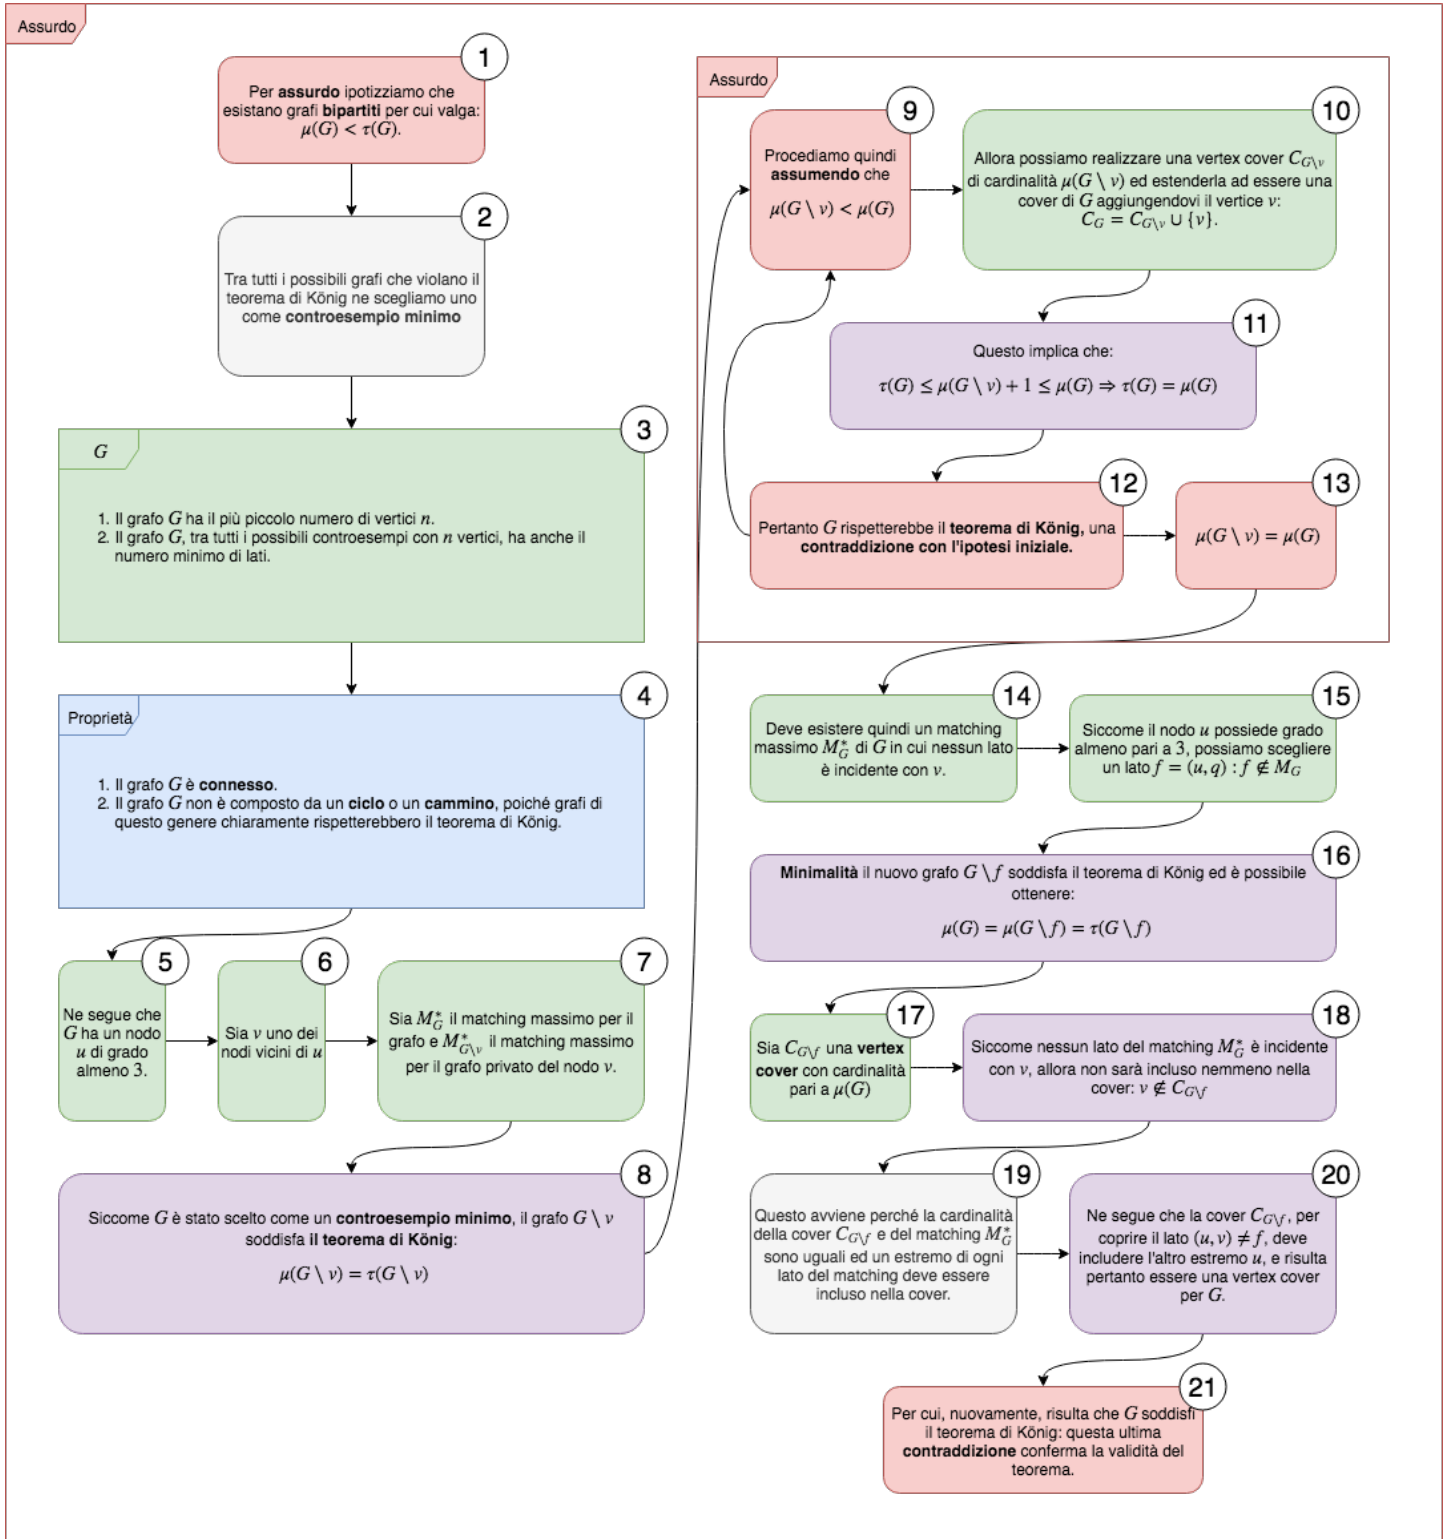 Assurdo
1
Per assurdo ipotizziamo che
esistano grafi bipartiti per cui valga:
μ(G) < τ(G).
2
Tra tutti i possibili grafi che violano il
teorema di König ne scegliamo uno
come controesempio minimo
3
G
1. Il grafo G ha il più piccolo numero di vertici n.
2. Il grafo G, tra tutti i possibili controesempi con n vertici, ha anche il
numero minimo di lati.
4
Proprietà
1. Il grafo G è connesso.
2. Il grafo G non è composto da un ciclo o un cammino, poiché grafi di
questo genere chiaramente rispetterebbero il teorema di König.
5
Ne segue che
G ha un nodo
u di grado
almeno 3.
6
Sia v uno dei
nodi vicini di u
7
Sia M*_G il matching massimo per il
grafo e M*_{G\v} il matching massimo
per il grafo privato del nodo v.
8
Siccome G è stato scelto come un controesempio minimo, il grafo G \ v
soddisfa il teorema di König:
μ(G \ v) = τ(G \ v)
Assurdo
9
Procediamo quindi
assumendo che
μ(G \ v) < μ(G)
10
Allora possiamo realizzare una vertex cover C_{G\v}
di cardinalità μ(G \ v) ed estenderla ad essere una
cover di G aggiungendovi il vertice v:
C_G = C_{G\v} ∪ {v}.
11
Questo implica che:
τ(G) ≤ μ(G \ v) + 1 ≤ μ(G) ⇒ τ(G) = μ(G)
12
Pertanto G rispetterebbe il teorema di König, una
contraddizione con l'ipotesi iniziale.
13
μ(G \ v) = μ(G)
14
Deve esistere quindi un matching
massimo M*_G di G in cui nessun lato
è incidente con v.
15
Siccome il nodo u possiede grado
almeno pari a 3, possiamo scegliere
un lato f = (u, q) : f ∉ M_G
16
Minimalità il nuovo grafo G \ f soddisfa il teorema di König ed è possibile
ottenere:
μ(G) = μ(G \ f) = τ(G \ f)
17
Sia C_{G\f} una vertex
cover con cardinalità
pari a μ(G)
18
Siccome nessun lato del matching M*_G è incidente
con v, allora non sarà incluso nemmeno nella
cover: v ∉ C_{G\f}
19
Questo avviene perché la cardinalità
della cover C_{G\f} e del matching M*_G
sono uguali ed un estremo di ogni
lato del matching deve essere
incluso nella cover.
20
Ne segue che la cover C_{G\f}, per
coprire il lato (u, v) ≠ f, deve
includere l'altro estremo u, e risulta
pertanto essere una vertex cover
per G.
21
Per cui, nuovamente, risulta che G soddisfi
il teorema di König: questa ultima
contraddizione conferma la validità del
teorema.